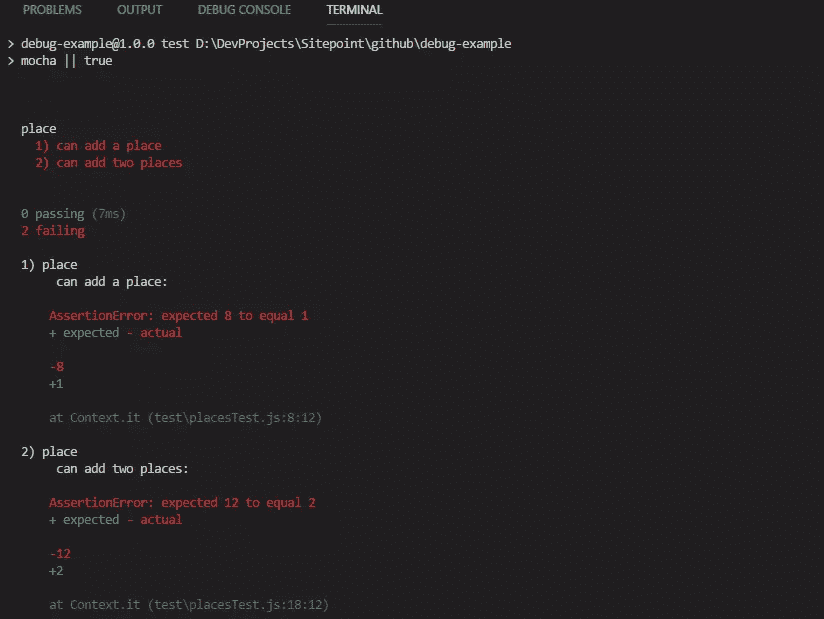 PROBLEMS OUTPUT DEBUG CONSOLE TERMINAL
> debug-example@1.0.0 test D:\DevProjects\Sitepoint\github\debug-example
> mocha || true
place
1) can add a place
2) can add two places
0 passing (7ms)
2 failing
1) place
can add a place:
AssertionError: expected 8 to equal 1
+ expected - actual
-8
+1
at Context.it (test\placesTest.js:8:12)
2) place
can add two places:
AssertionError: expected 12 to equal 2
+ expected - actual
-12
+2
at Context.it (test\placesTest.js:18:12)